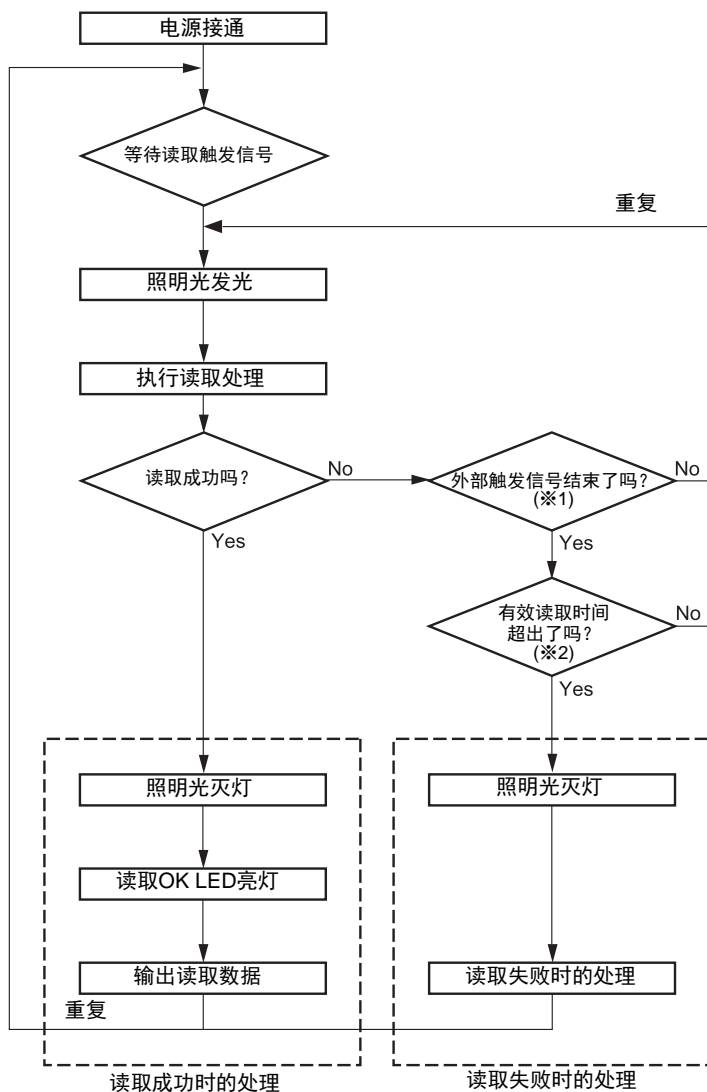 电源接通
等待读取触发信号
重复
照明光发光
执行读取处理
读取成功吗?
No
外部触发信号结束了吗?
(※1)
No
Yes
Yes
有效读取时间
超出了吗?
(※2)
No
Yes
照明光灭灯
照明光灭灯
读取OK LED亮灯
输出读取数据
读取失败时的处理
重复
读取成功时的处理
读取失败时的处理